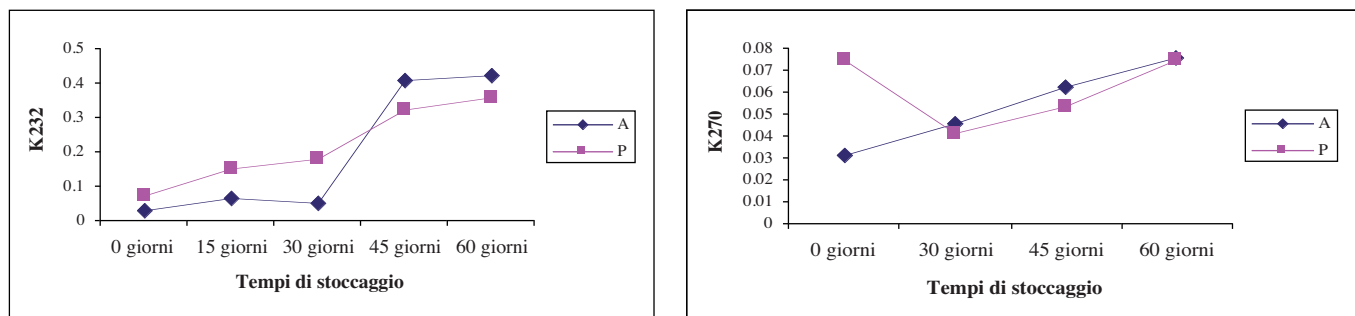 K232
0.5
0.4
0.3
0.2
0.1
0
0 giorni 15 giorni 30 giorni 45 giorni 60 giorni
Tempi di stoccaggio
A
P
K270
0.08
0.07
0.06
0.05
0.04
0.03
0.02
0.01
0
0 giorni 30 giorni 45 giorni 60 giorni
Tempi di stoccaggio
A
P